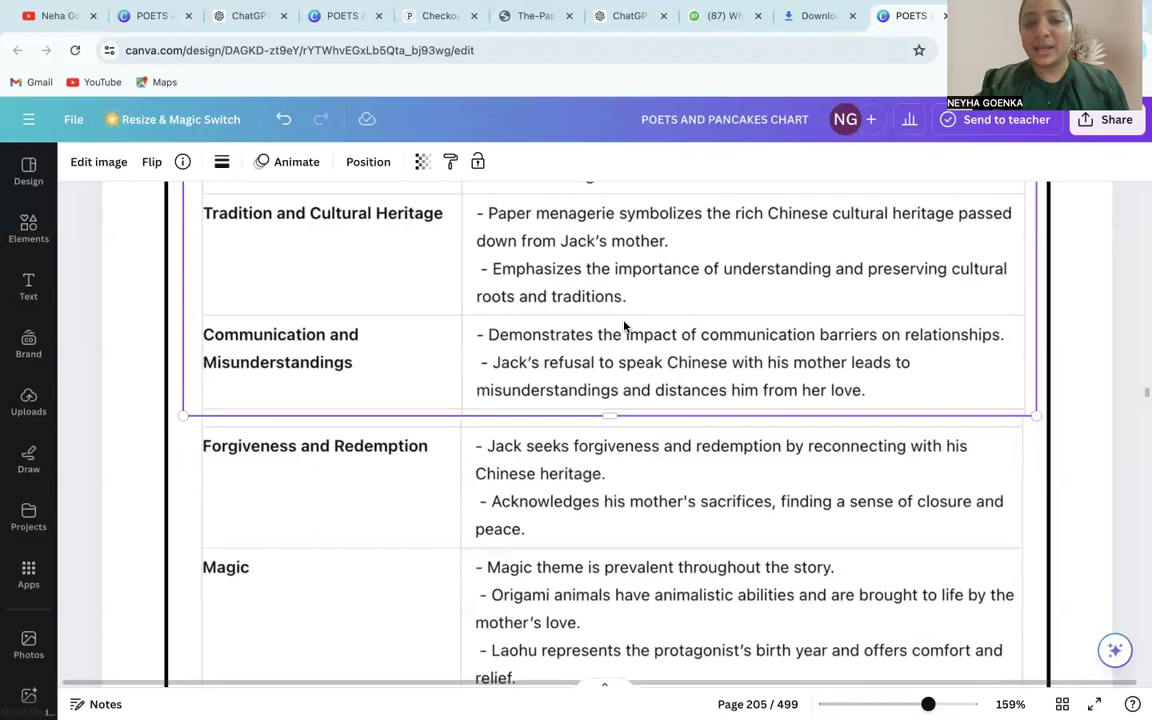 Neha Go
POETS A
ChatGPT
POETS A
Checko
The-Pap
ChatGPT
(87) Wh
Downlo
POETS A
canva.com/design/DAGKD-zt9eY/rYTWhvEGxLb5Qta_bj93wg/edit
Gmail
YouTube
Maps
NEYHA GOENKA
File
Resize & Magic Switch
POETS AND PANCAKES CHART
NG
Send to teacher
Share
Edit image
Flip
Animate
Position
Design
Elements
Text
Brand
Uploads
Draw
Projects
Apps
Photos
Tradition and Cultural Heritage
- Paper menagerie symbolizes the rich Chinese cultural heritage passed
down from Jack's mother.
- Emphasizes the importance of understanding and preserving cultural
roots and traditions.
Communication and
Misunderstandings
- Demonstrates the impact of communication barriers on relationships.
- Jack's refusal to speak Chinese with his mother leads to
misunderstandings and distances him from her love.
Forgiveness and Redemption
- Jack seeks forgiveness and redemption by reconnecting with his
Chinese heritage.
- Acknowledges his mother's sacrifices, finding a sense of closure and
peace.
Magic
- Magic theme is prevalent throughout the story.
- Origami animals have animalistic abilities and are brought to life by the
mother's love.
- Laohu represents the protagonist's birth year and offers comfort and
relief.
Notes
Page 205 / 499
159%